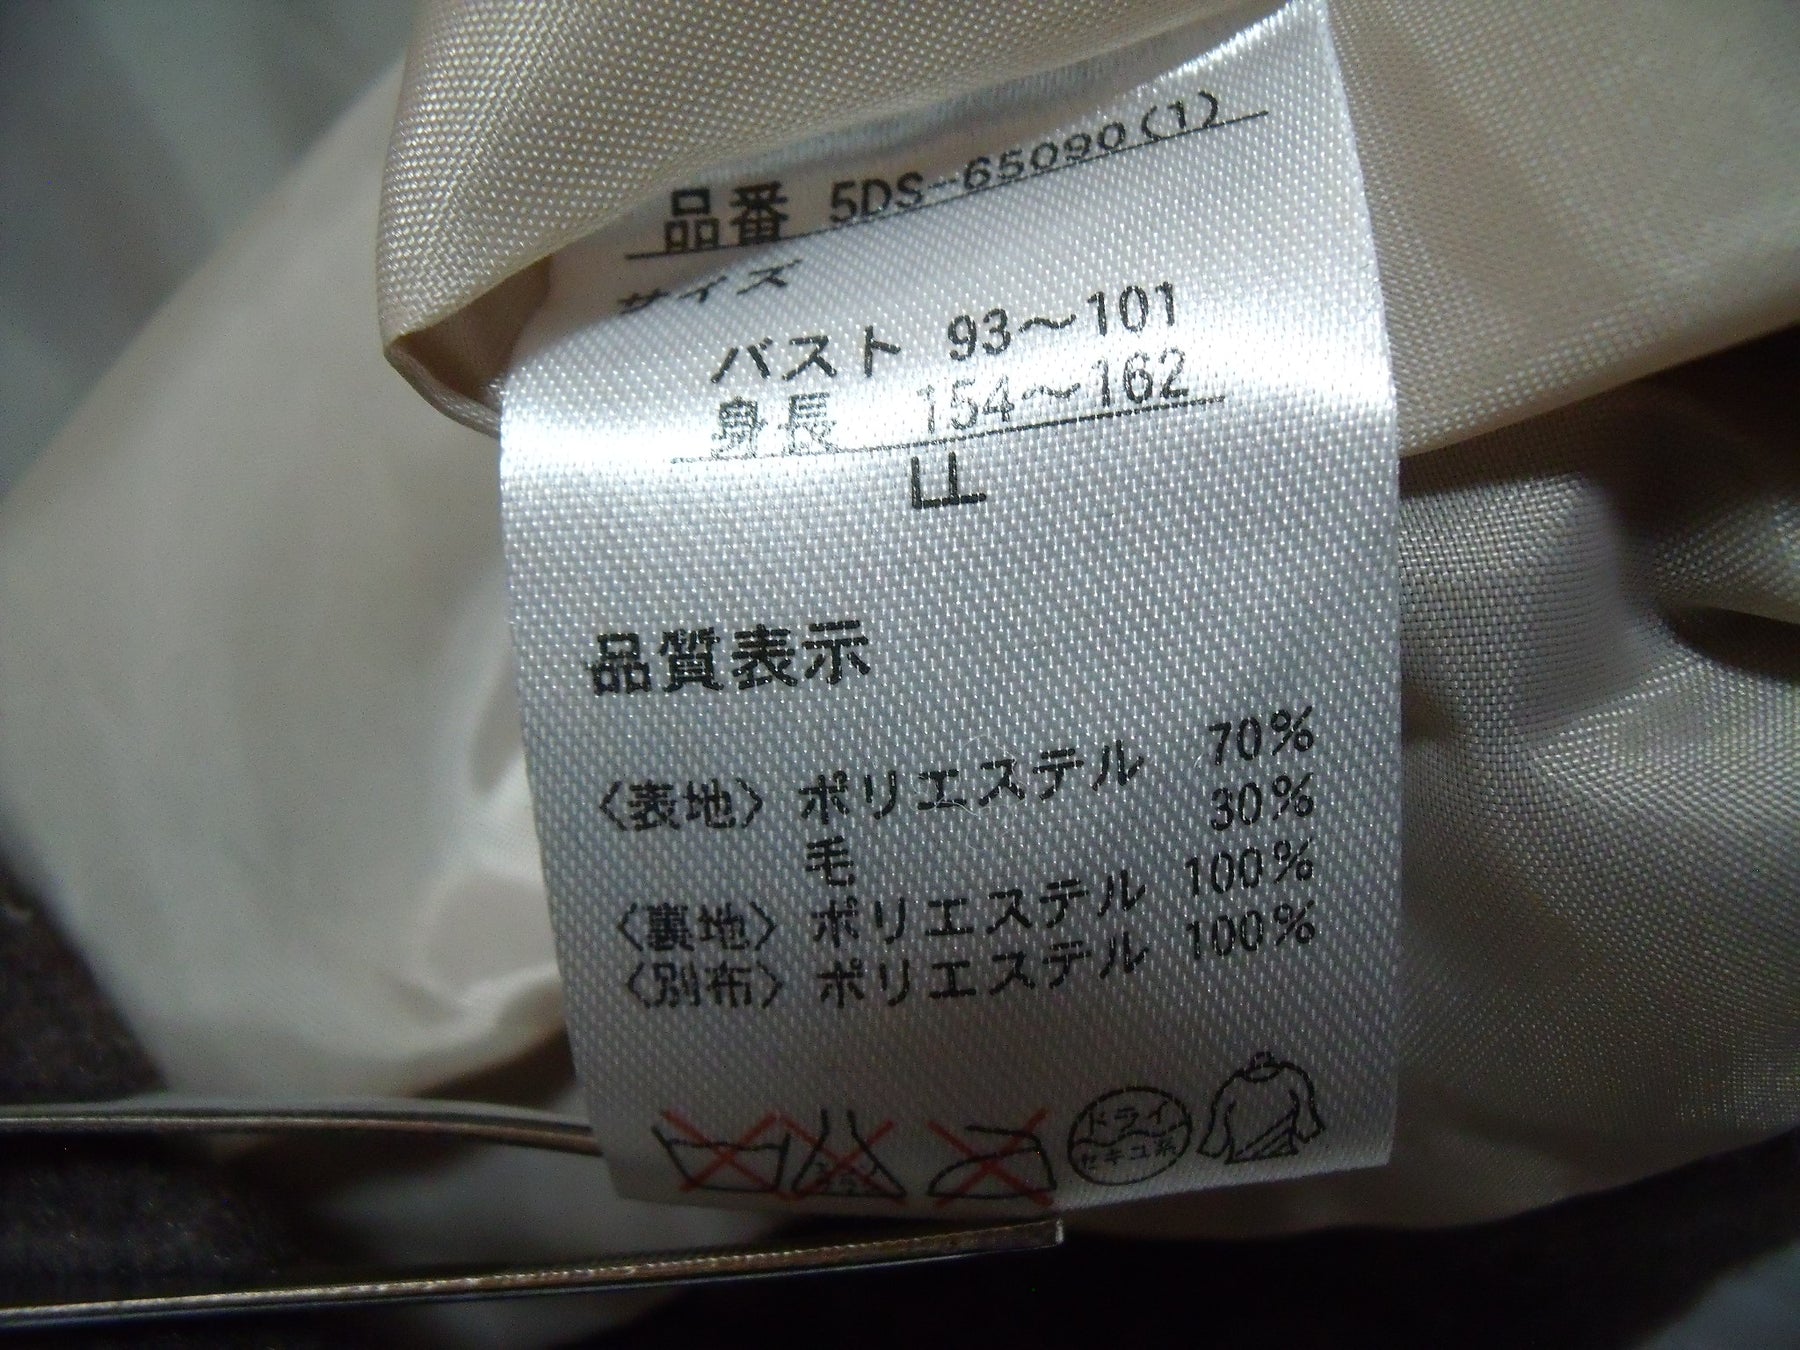 品番 5DS-65090(1)
サイズ
バスト 93～101
身長 154～162
LL
品質表示
〈表地〉 ポリエステル 70%
毛 30%
〈裏地〉 ポリエステル 100%
〈別布〉 ポリエステル 100%
エンソ
ドライ
セキユ系